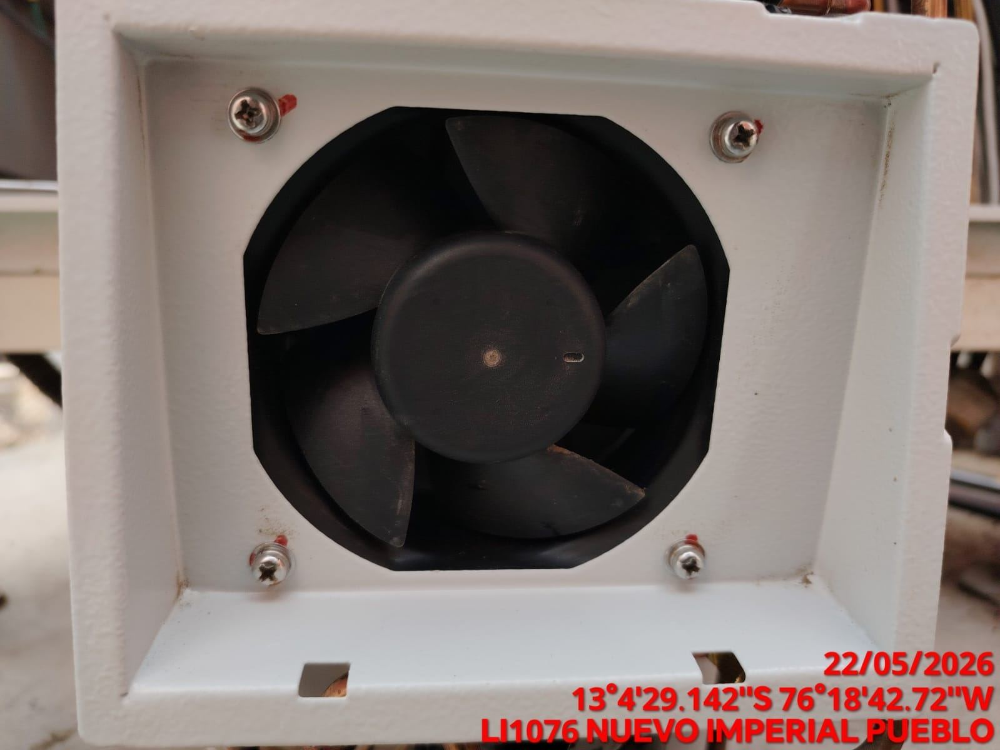 22/05/2026
13°4'29.142"S 76°18'42.72"W
LI1076 NUEVO IMPERIAL PUEBLO